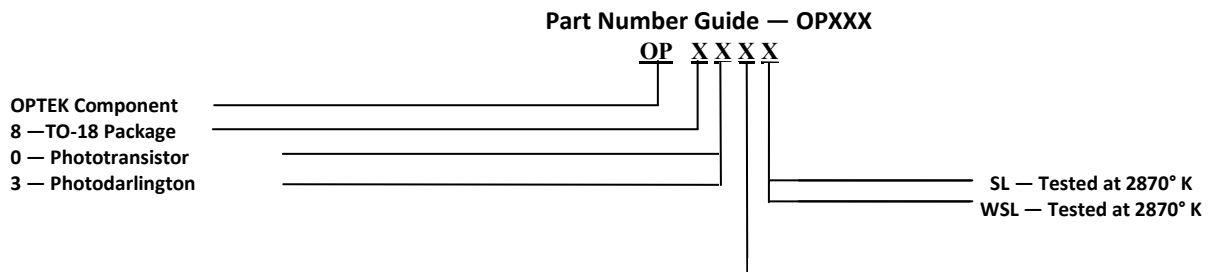 Part Number Guide — OPXXX
OP X X X X
OPTEK Component
8 —TO-18 Package
0 — Phototransistor
3 — Photodarlington
SL — Tested at 2870° K
WSL — Tested at 2870° K